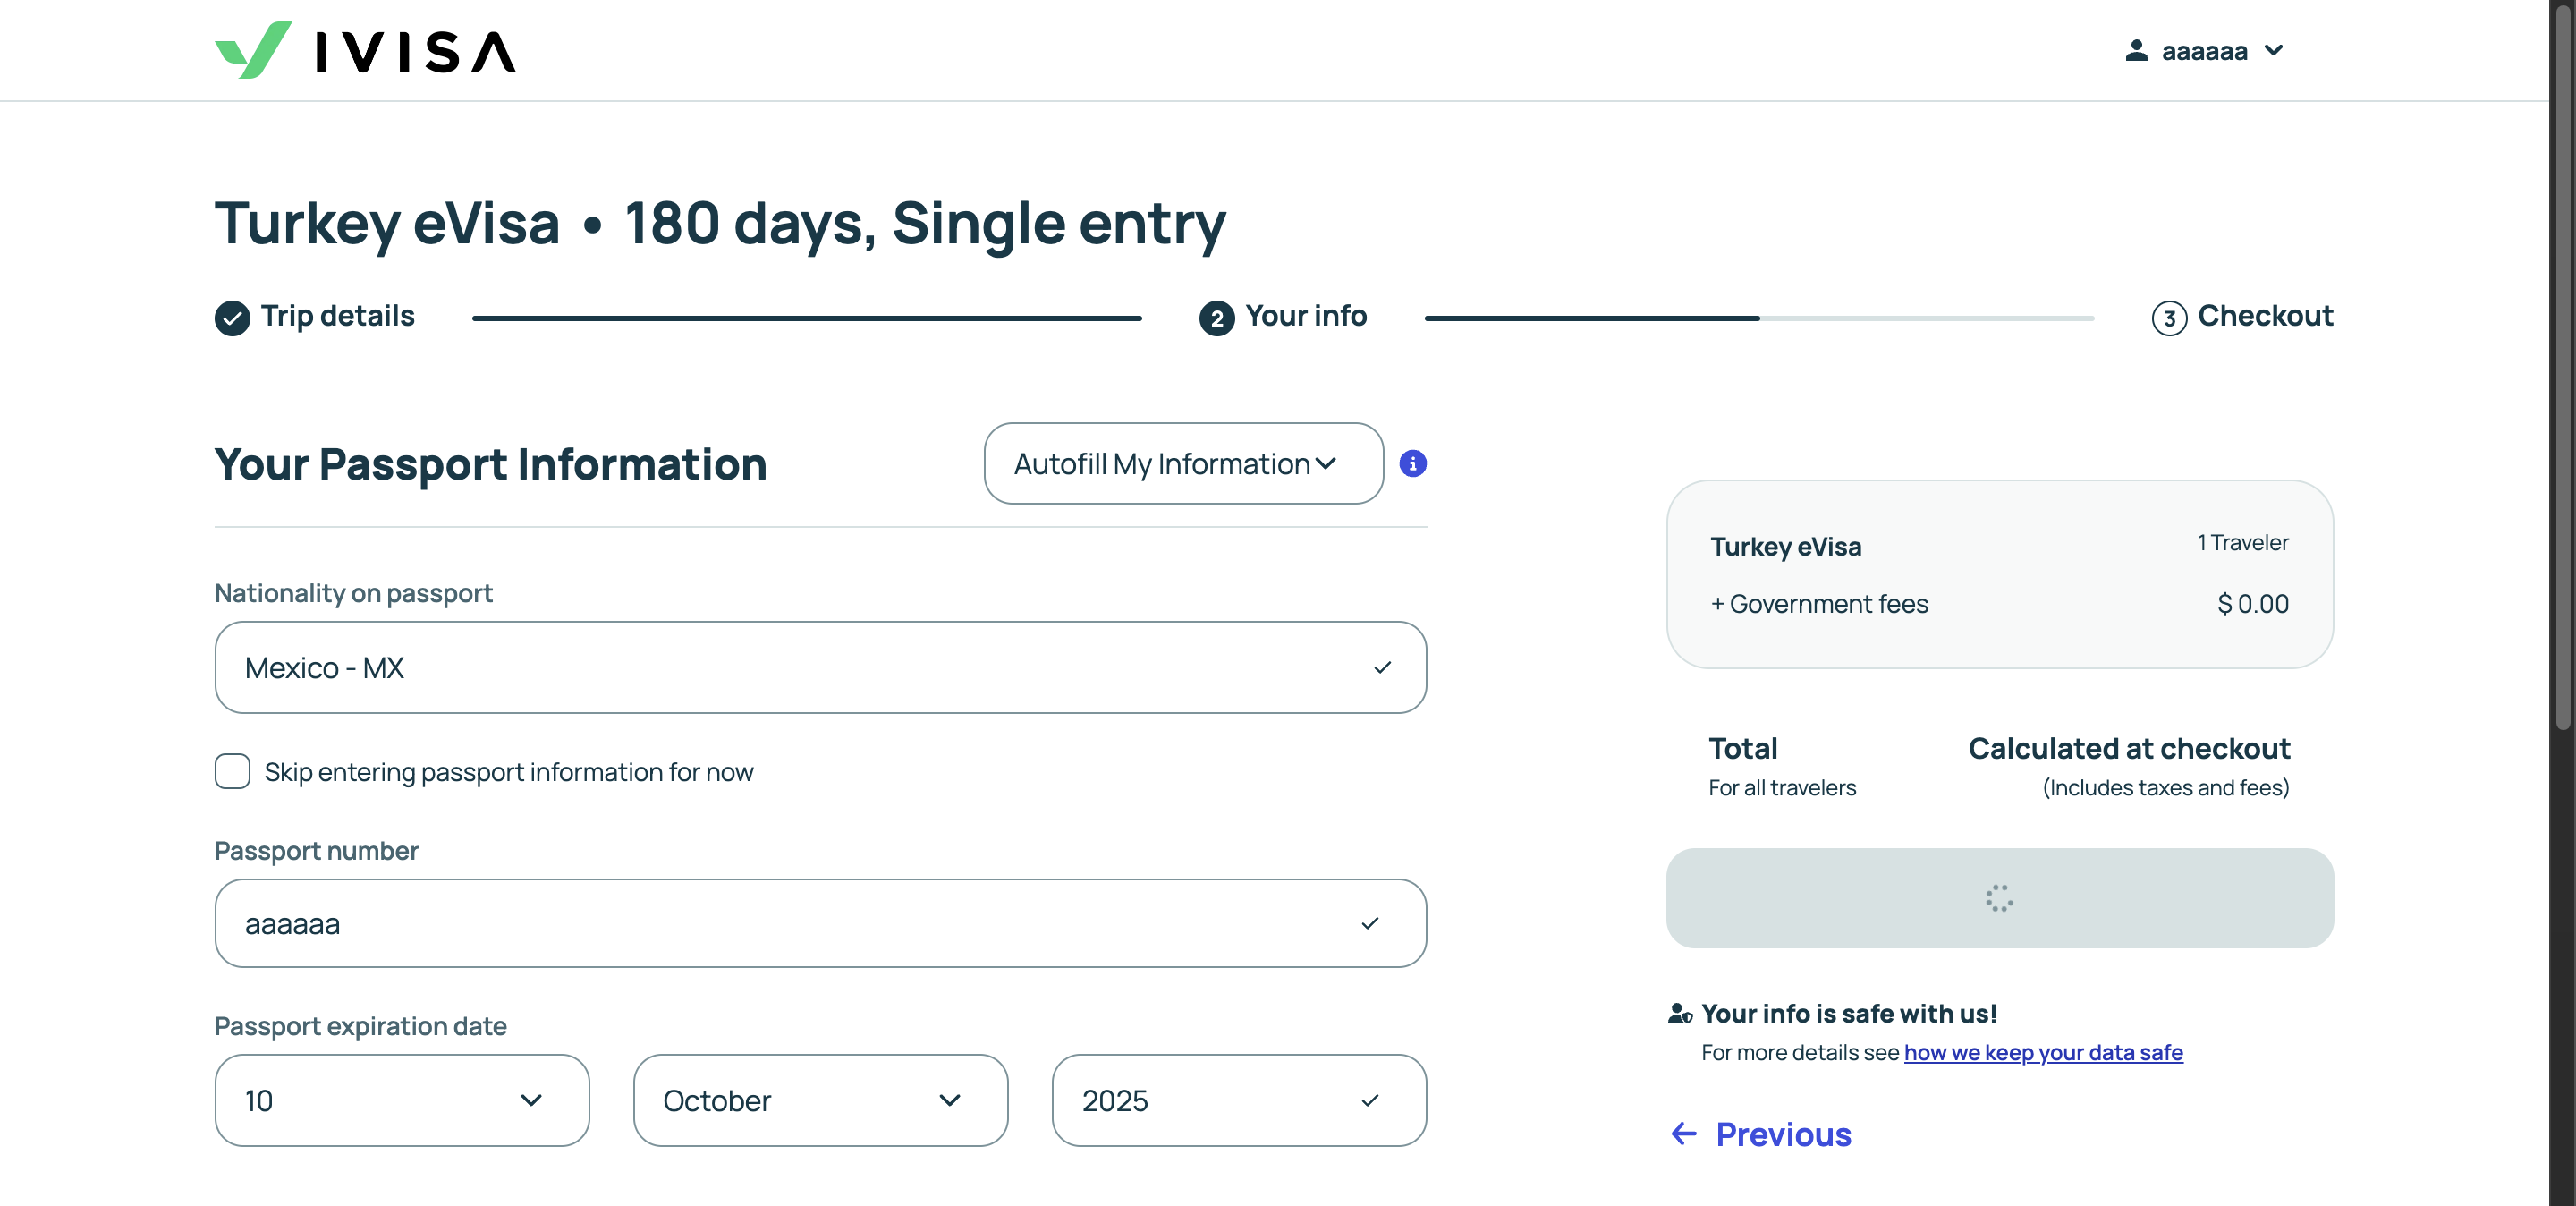 IVISA
aaaaaa
Turkey eVisa • 180 days, Single entry
Trip details
2 Your info
3 Checkout
Your Passport Information
Autofill My Information
Nationality on passport
Mexico - MX
Skip entering passport information for now
Passport number
aaaaaa
Passport expiration date
10 October 2025
Turkey eVisa 1 Traveler
+ Government fees $ 0.00
Total Calculated at checkout
For all travelers (Includes taxes and fees)
Your info is safe with us!
For more details see how we keep your data safe
Previous